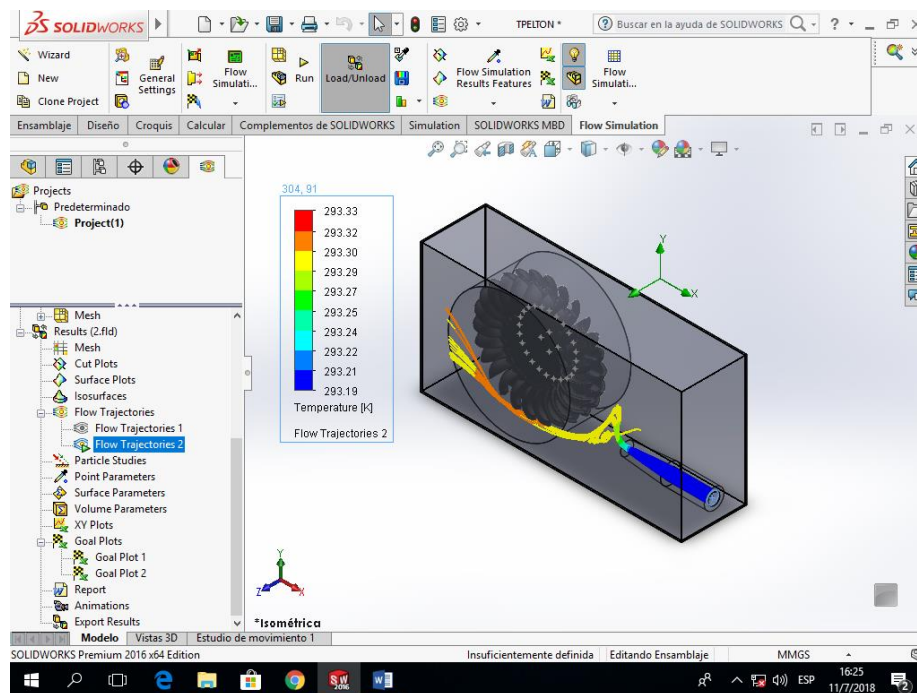 SOLIDWORKS
TPELTON *
Buscar en la ayuda de SOLIDWORKS
Wizard
New
Clone Project
General Settings
Flow Simulati...
Run
Load/Unload
Flow Simulation Results Features
Flow Simulati...
Ensamblaje
Diseño
Croquis
Calcular
Complementos de SOLIDWORKS
Simulation
SOLIDWORKS MBD
Flow Simulation
Projects
Predeterminado
Project(1)
Mesh
Results (2.fld)
Mesh
Cut Plots
Surface Plots
Isosurfaces
Flow Trajectories
Flow Trajectories 1
Flow Trajectories 2
Particle Studies
Point Parameters
Surface Parameters
Volume Parameters
XY Plots
Goal Plots
Goal Plot 1
Goal Plot 2
Report
Animations
Export Results
304, 91
293.33
293.32
293.30
293.29
293.27
293.25
293.24
293.22
293.21
293.19
Temperature [K]
Flow Trajectories 2
Y
X
Y
Z
X
*Isométrica
Modelo
Vistas 3D
Estudio de movimiento 1
SOLIDWORKS Premium 2016 x64 Edition
Insuficientemente definida
Editando Ensamblaje
MMGS
ESP
16:25
11/7/2018